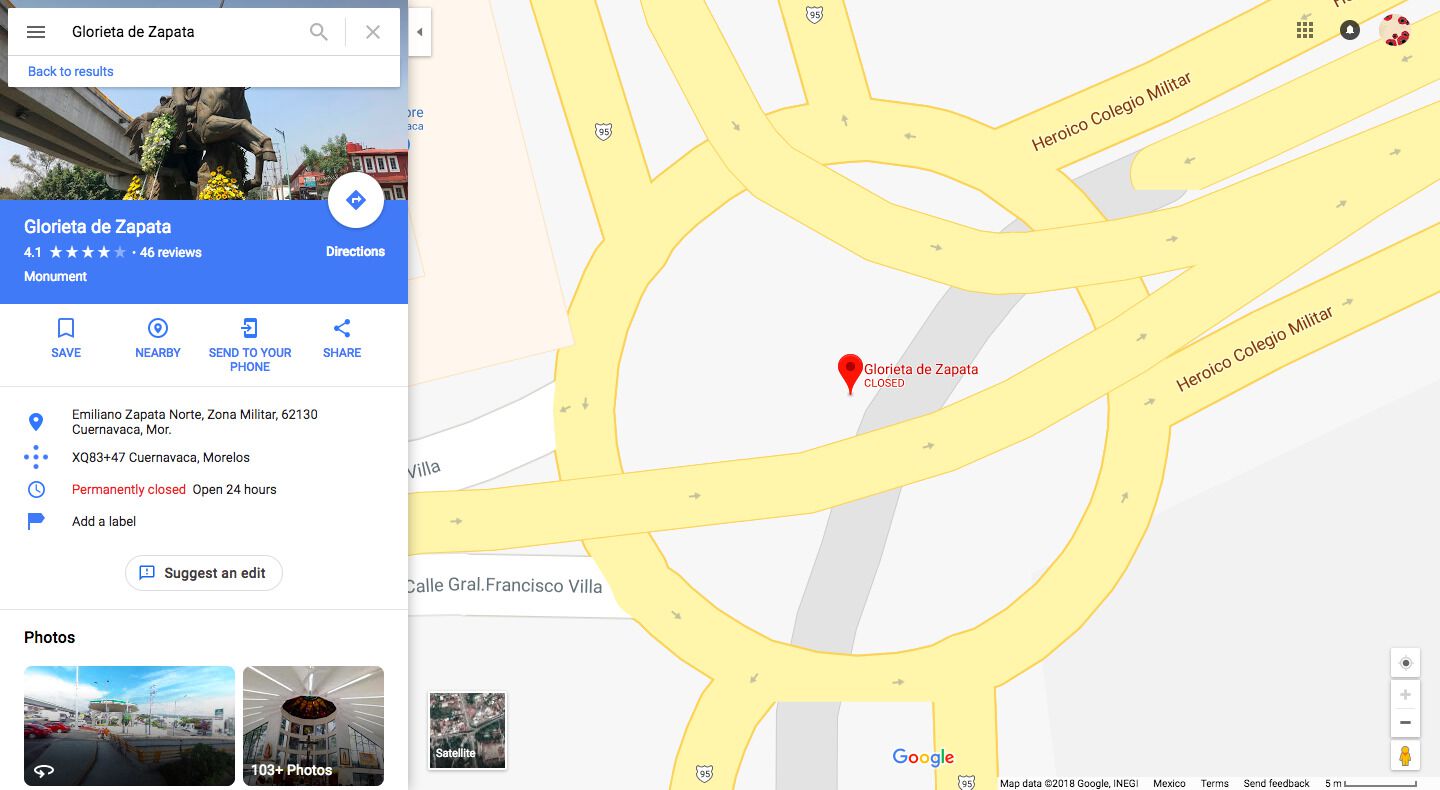 Glorieta de Zapata
Back to results
Glorieta de Zapata
4.1 ★★★★★ · 46 reviews
Monument
Directions
SAVE
NEARBY
SEND TO YOUR
PHONE
SHARE
Emiliano Zapata Norte, Zona Militar, 62130
Cuernavaca, Mor.
XQ83+47 Cuernavaca, Morelos
Permanently closed Open 24 hours
Add a label
Suggest an edit
Photos
103+ Photos
95
95
Heroico Colegio Militar
Glorieta de Zapata
CLOSED
Heroico Colegio Militar
Villa
Calle Gral.Francisco Villa
Satellite
95
95
Google
Map data ©2018 Google, INEGI Mexico Terms Send feedback 5 m